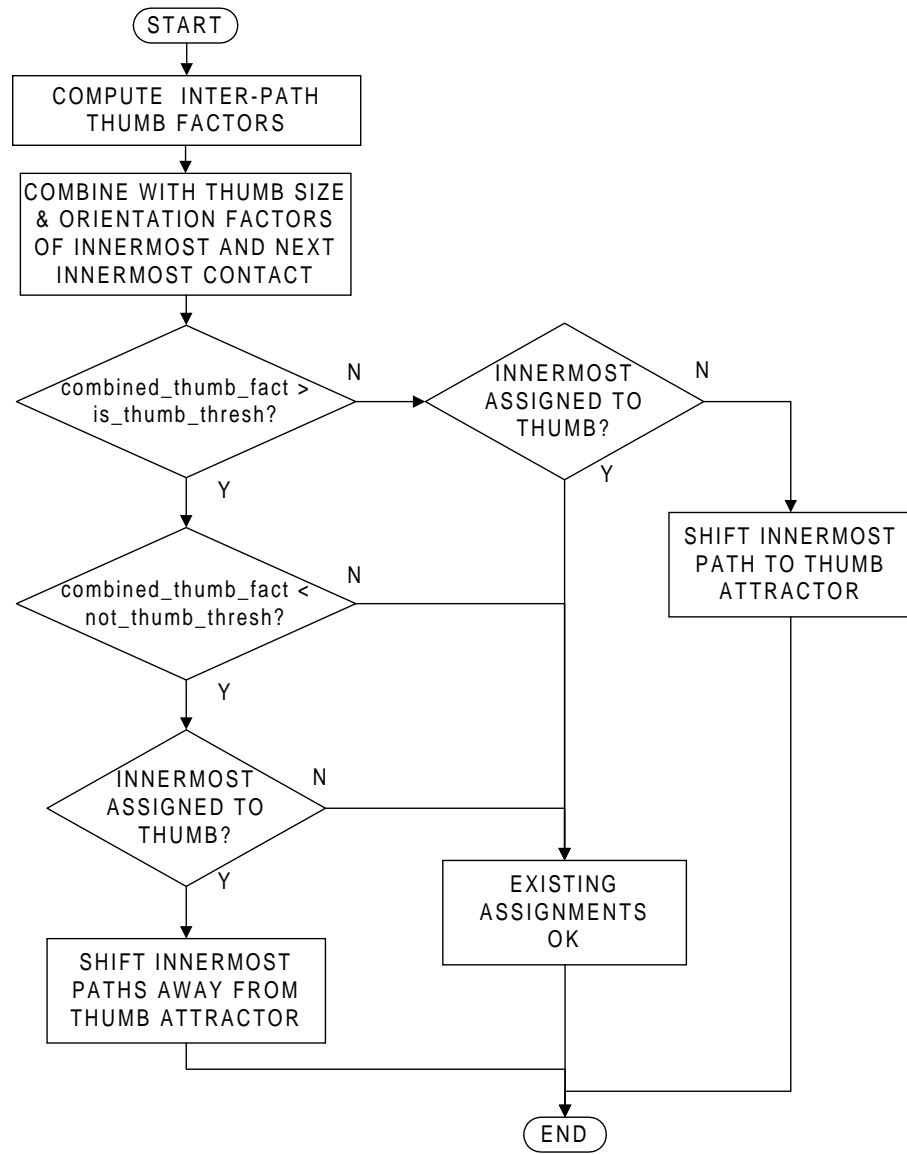 START
COMPUTE INTER-PATH
THUMB FACTORS
COMBINE WITH THUMB SIZE
& ORIENTATION FACTORS
OF INNERMOST AND NEXT
INNERMOST CONTACT
combined_thumb_fact >
is_thumb_thresh?
N
Y
INNERMOST
ASSIGNED TO
THUMB?
N
Y
SHIFT INNERMOST
PATH TO THUMB
ATTRACTOR
combined_thumb_fact <
not_thumb_thresh?
N
Y
INNERMOST
ASSIGNED TO
THUMB?
N
Y
EXISTING
ASSIGNMENTS
OK
SHIFT INNERMOST
PATHS AWAY FROM
THUMB ATTRACTOR
END